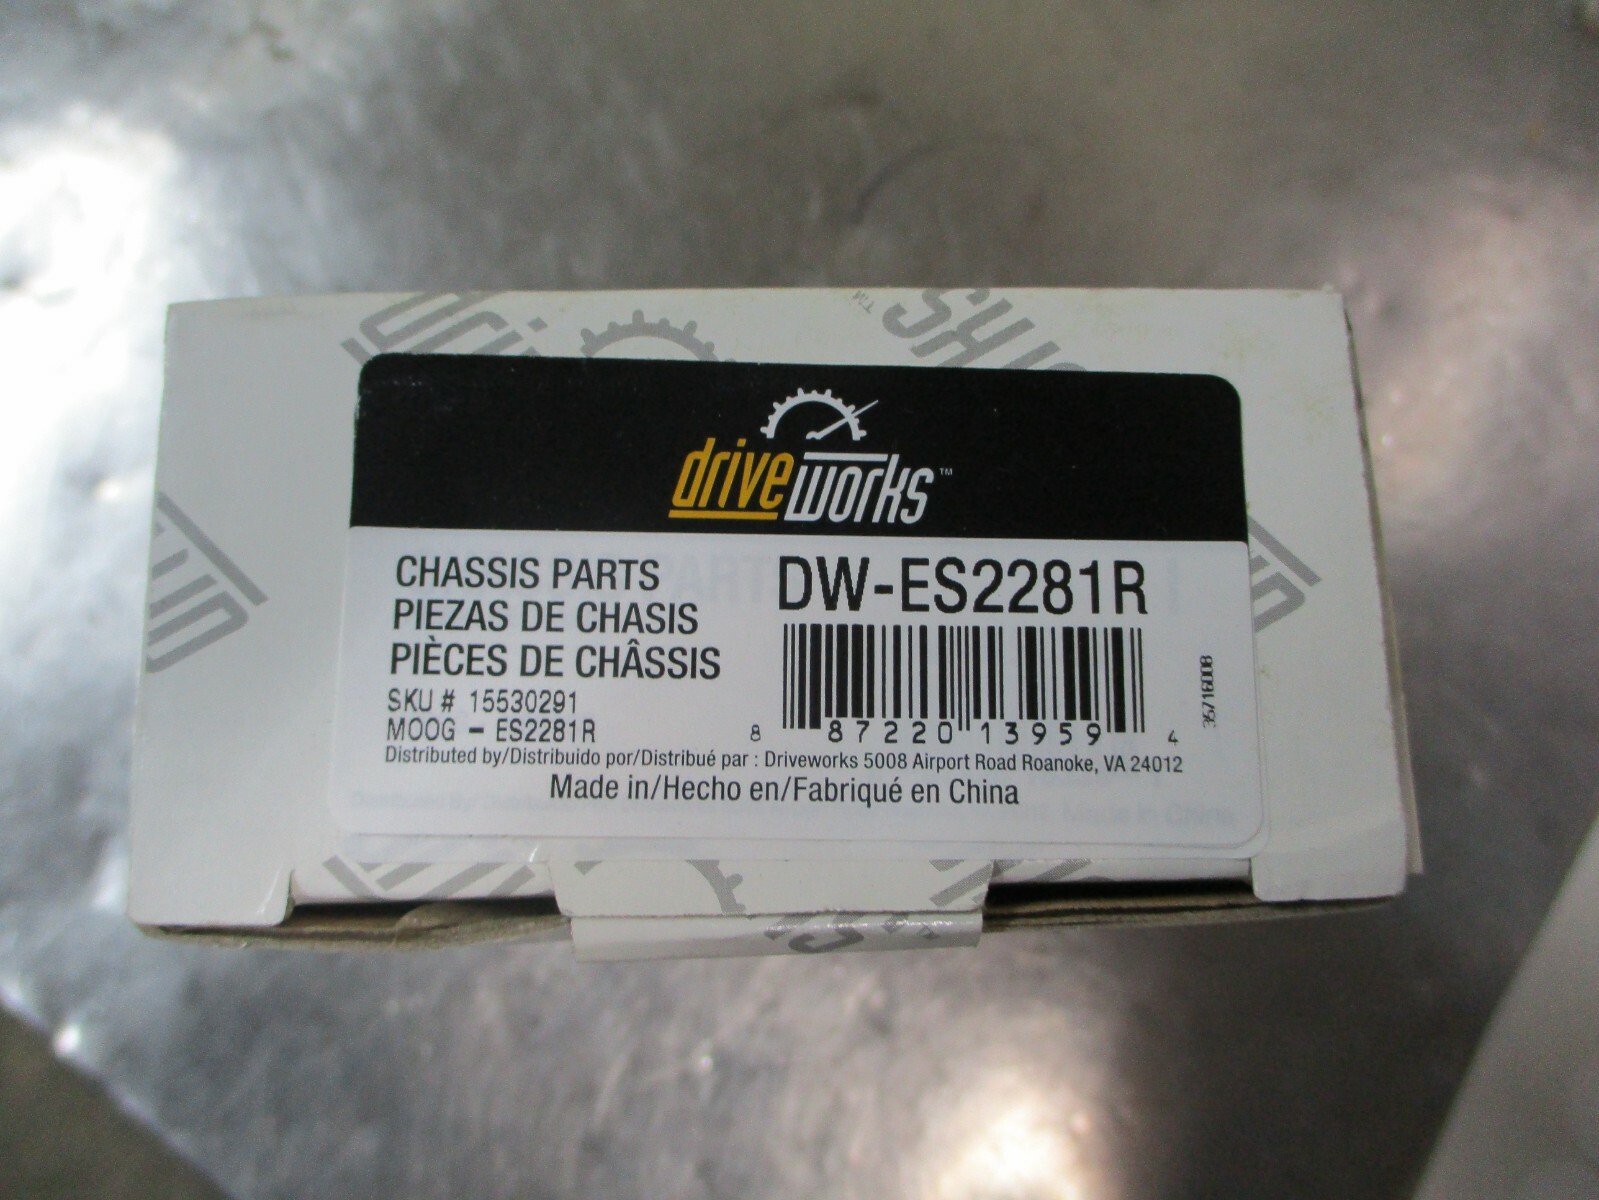 driveworks™
CHASSIS PARTS
PIEZAS DE CHASIS
PIÈCES DE CHÂSSIS
DW-ES2281R
SKU # 15530291
MOOG - ES2281R
8 87220 13959 4
35716008
Distributed by/Distribuido por/Distribué par : Driveworks 5008 Airport Road Roanoke, VA 24012
Made in/Hecho en/Fabriqué en China